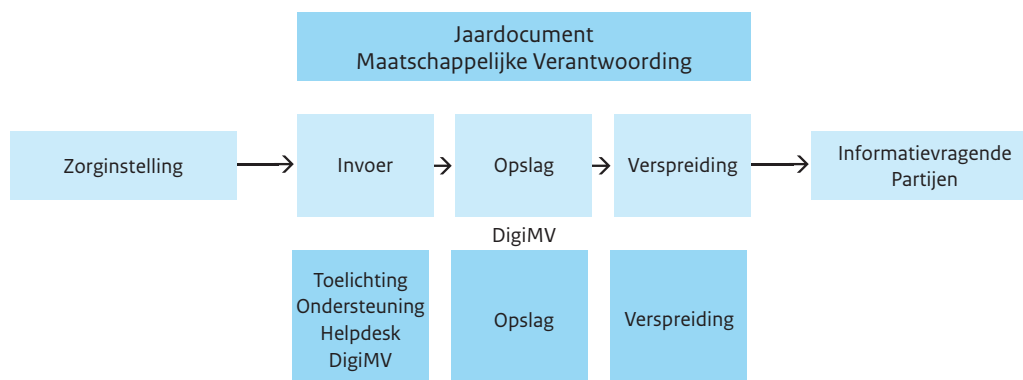 Jaardocument
Maatschappelijke Verantwoording
Zorginstelling
Invoer
Opslag
Verspreiding
Informatievragende
Partijen
DigiMV
Toelichting
Ondersteuning
Helpdesk
DigiMV
Opslag
Verspreiding